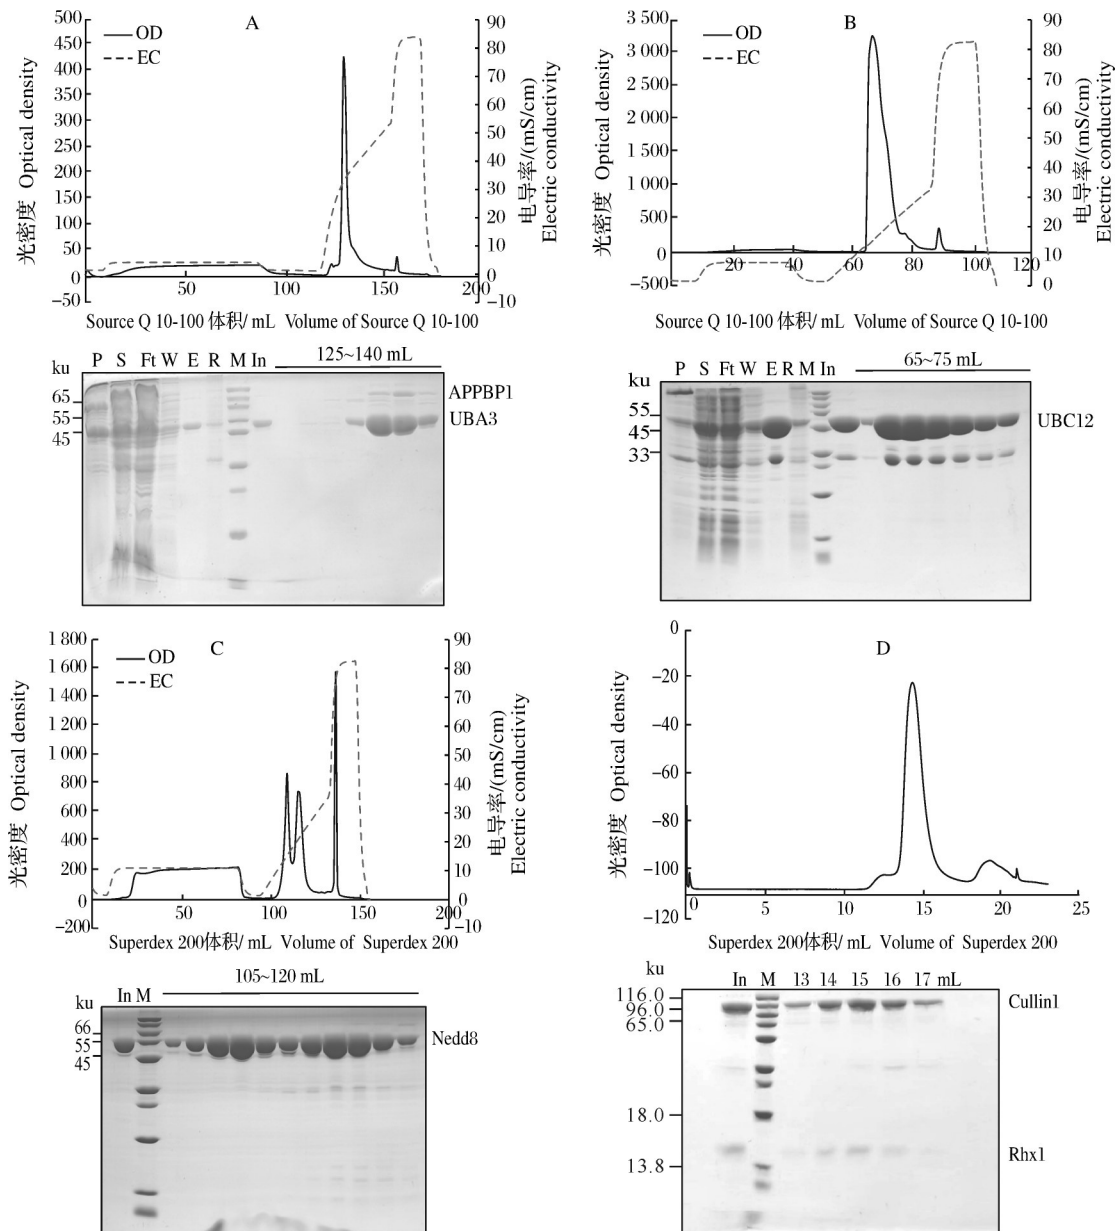 A
OD
EC
500
450
400
350
300
250
200
150
100
50
0
−50
光密度 Optical density
90
80
70
60
50
40
30
20
10
0
−10
电导率/(mS/cm)
Electric conductivity
50 100 150 200
Source Q 10-100 体积/ mL Volume of Source Q 10-100
ku P S Ft W E R M In 125~140 mL
65
55
45
APPBP1
UBA3
B
OD
EC
3 500
3 000
2 500
2 000
1 500
1 000
500
0
−500
光密度 Optical density
90
80
70
60
50
40
30
20
10
0
电导率/(mS/cm)
Electric conductivity
20 40 60 80 100 120
Source Q 10-100 体积/ mL Volume of Source Q 10-100
ku P S Ft W E R M In 65~75 mL
55
45
33
UBC12
C
OD
EC
1 800
1 600
1 400
1 200
1 000
800
600
400
200
0
−200
光密度 Optical density
90
80
70
60
50
40
30
20
10
0
−10
电导率/(mS/cm)
Electric conductivity
50 100 150 200
Superdex 200体积/ mL Volume of Superdex 200
105~120 mL
ku In M
66
55
45
Nedd8
D
0
−20
−40
−60
−80
−100
−120
光密度 Optical density
0 5 10 15 20 25
Superdex 200体积/ mL Volume of Superdex 200
ku In M 13 14 15 16 17 mL
116.0
96.0
65.0
18.0
13.8
Cullin1
Rhx1